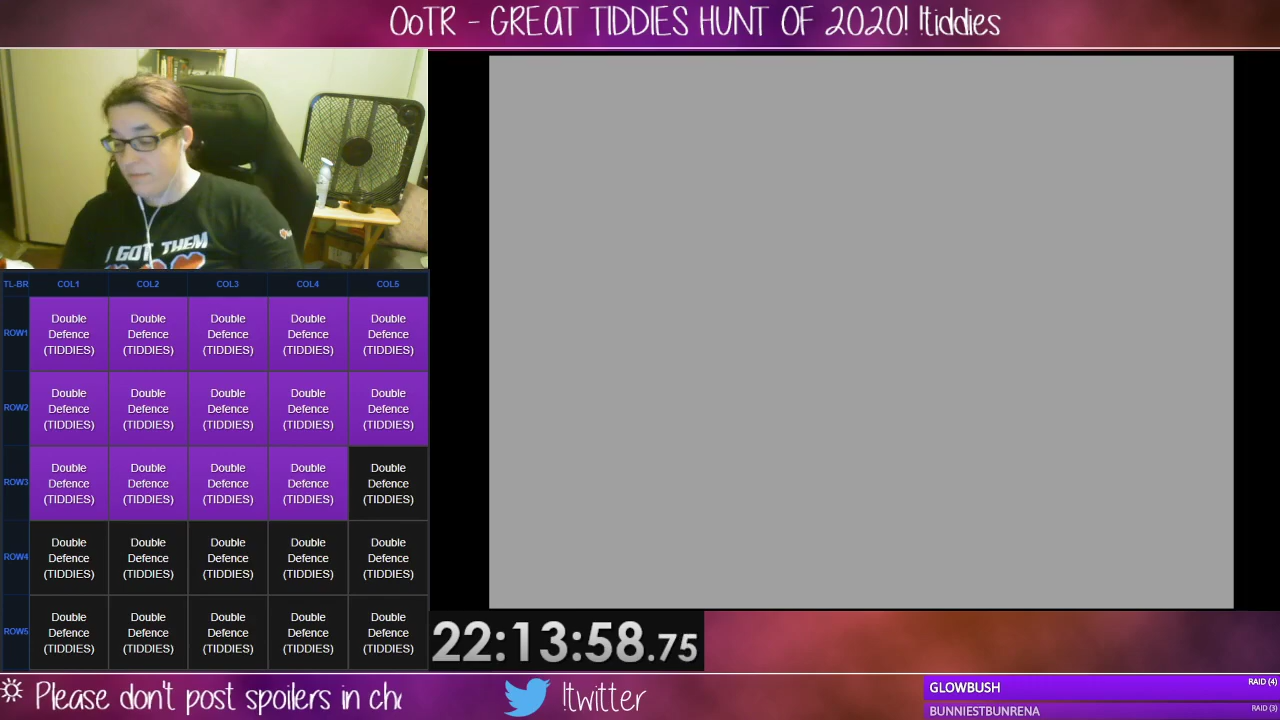 OoTR - GREAT TIDDIES HUNT OF 2020! !tiddies
I GOT THEM
TL-BR COL1 COL2 COL3 COL4 COL5
ROW1 Double Defence (TIDDIES) Double Defence (TIDDIES) Double Defence (TIDDIES) Double Defence (TIDDIES) Double Defence (TIDDIES)
ROW2 Double Defence (TIDDIES) Double Defence (TIDDIES) Double Defence (TIDDIES) Double Defence (TIDDIES) Double Defence (TIDDIES)
ROW3 Double Defence (TIDDIES) Double Defence (TIDDIES) Double Defence (TIDDIES) Double Defence (TIDDIES) Double Defence (TIDDIES)
ROW4 Double Defence (TIDDIES) Double Defence (TIDDIES) Double Defence (TIDDIES) Double Defence (TIDDIES) Double Defence (TIDDIES)
ROW5 Double Defence (TIDDIES) Double Defence (TIDDIES) Double Defence (TIDDIES) Double Defence (TIDDIES) Double Defence (TIDDIES)
22:13:58.75
Please don't post spoilers in
!twitter
GLOWBUSH RAID (4)
BUNNIESTBUNRENA RAID (3)